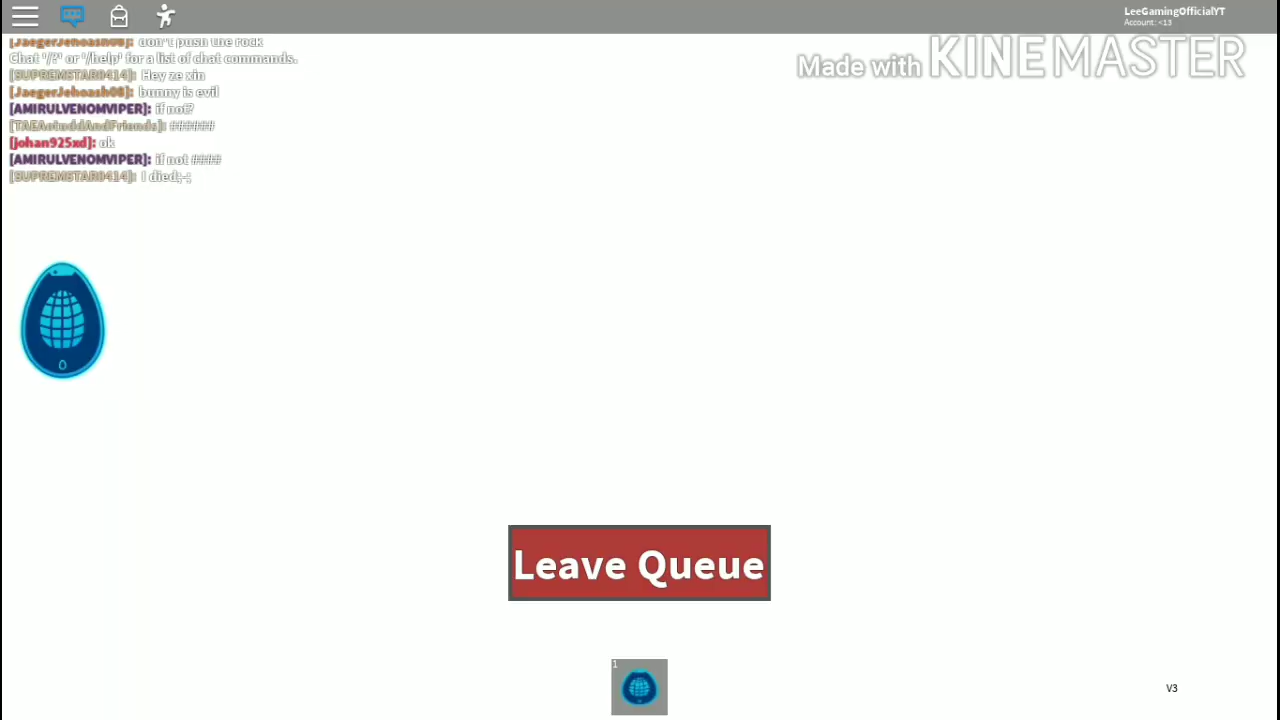 LeeGamingOfficialYT
Account: <13
Made with KINEMASTER
[JaegerJehoash08]: don't push the rock
Chat '/?' or '/help' for a list of chat commands.
[SUPREMSTAR0414]: Hey ze xin
[JaegerJehoash08]: bunny is evil
[AMIRULVENOMVIPER]: if not?
######
[johan925xd]: ok
[AMIRULVENOMVIPER]: if not ####
[SUPREMSTAR0414]: I died;-;
Leave Queue
1
V3